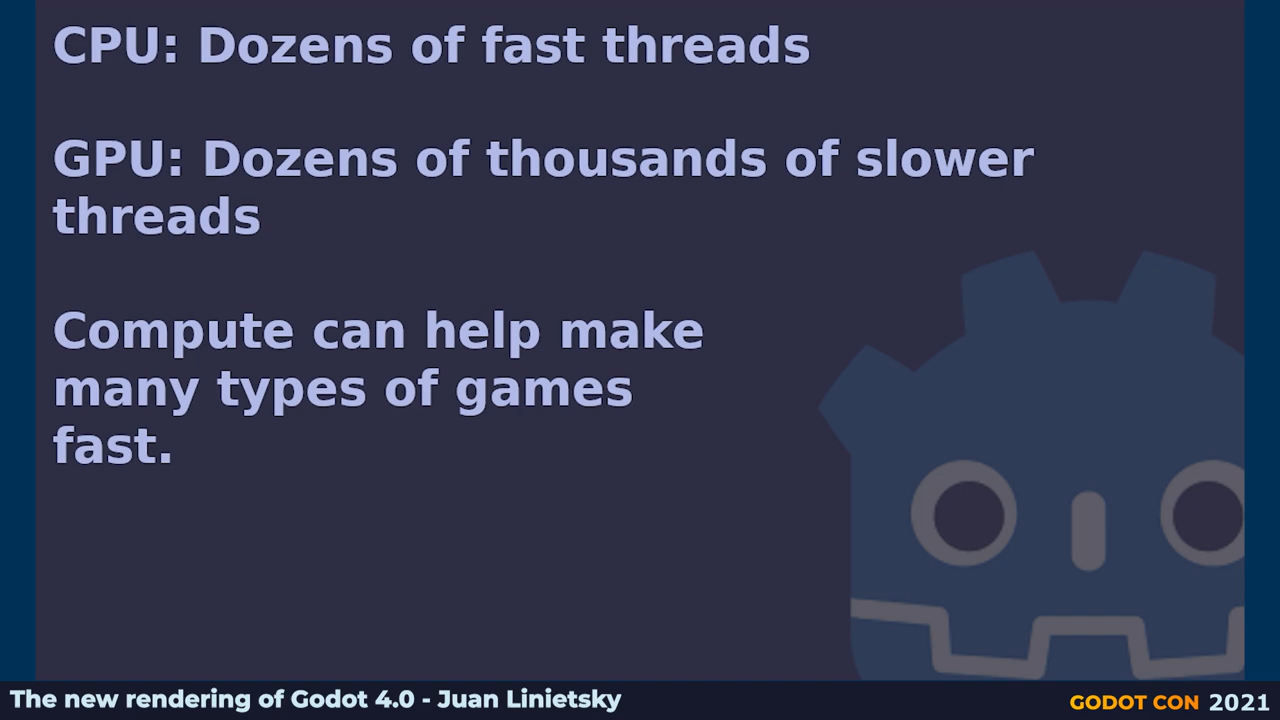 CPU: Dozens of fast threads
GPU: Dozens of thousands of slower
threads
Compute can help make
many types of games
fast.
The new rendering of Godot 4.0 - Juan Linietsky
GODOT CON 2021